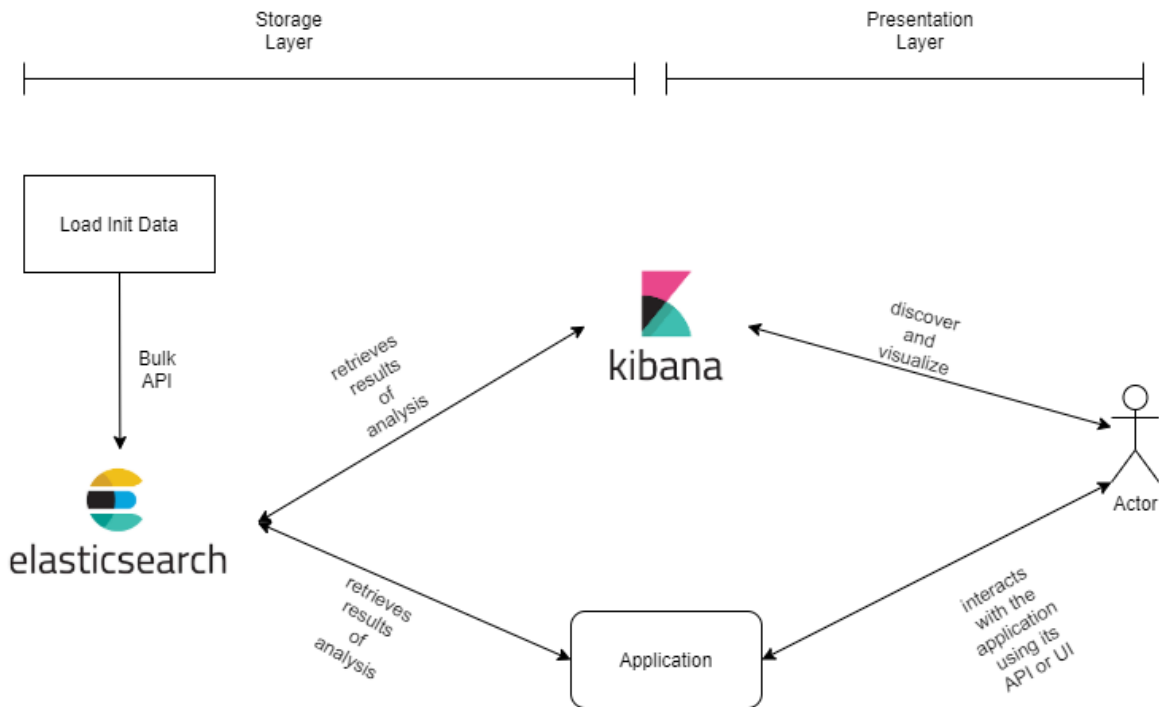 Storage
Layer
Presentation
Layer
Load Init Data
Bulk
API
retrieves
results
of
analysis
kibana
discover
and
visualize
Actor
elasticsearch
retrieves
results
of
analysis
Application
interacts
with the
application
using its
API or UI